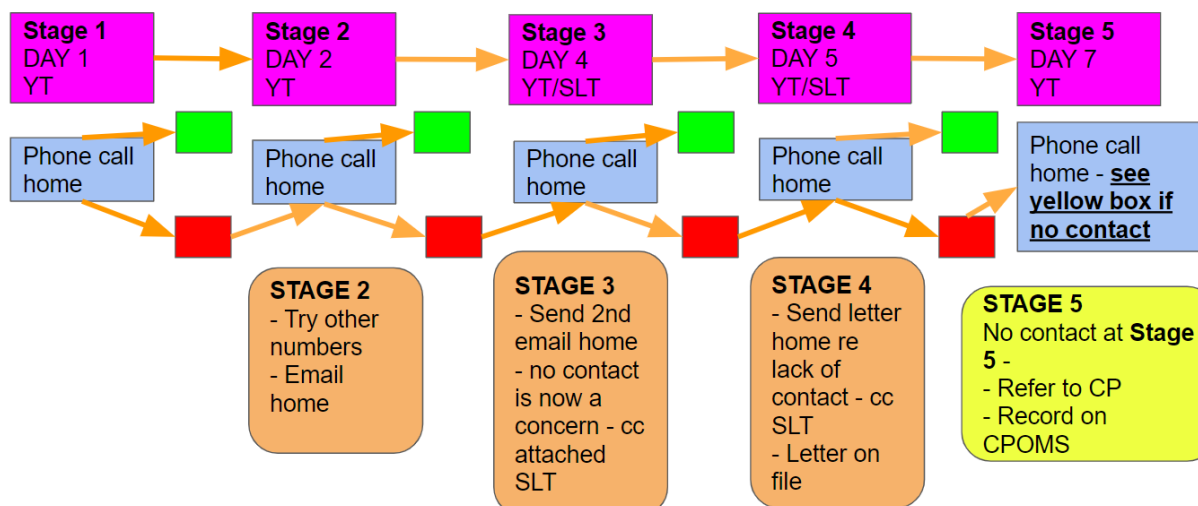 Stage 1
DAY 1
YT
Stage 2
DAY 2
YT
Stage 3
DAY 4
YT/SLT
Stage 4
DAY 5
YT/SLT
Stage 5
DAY 7
YT
Phone call
home
Phone call
home
Phone call
home
Phone call
home
Phone call
home - see
yellow box if
no contact
STAGE 2
- Try other
numbers
- Email
home
STAGE 3
- Send 2nd
email home
- no contact
is now a
concern - cc
attached
SLT
STAGE 4
- Send letter
home re
lack of
contact - cc
SLT
- Letter on
file
STAGE 5
No contact at Stage
5 -
- Refer to CP
- Record on
CPOMS